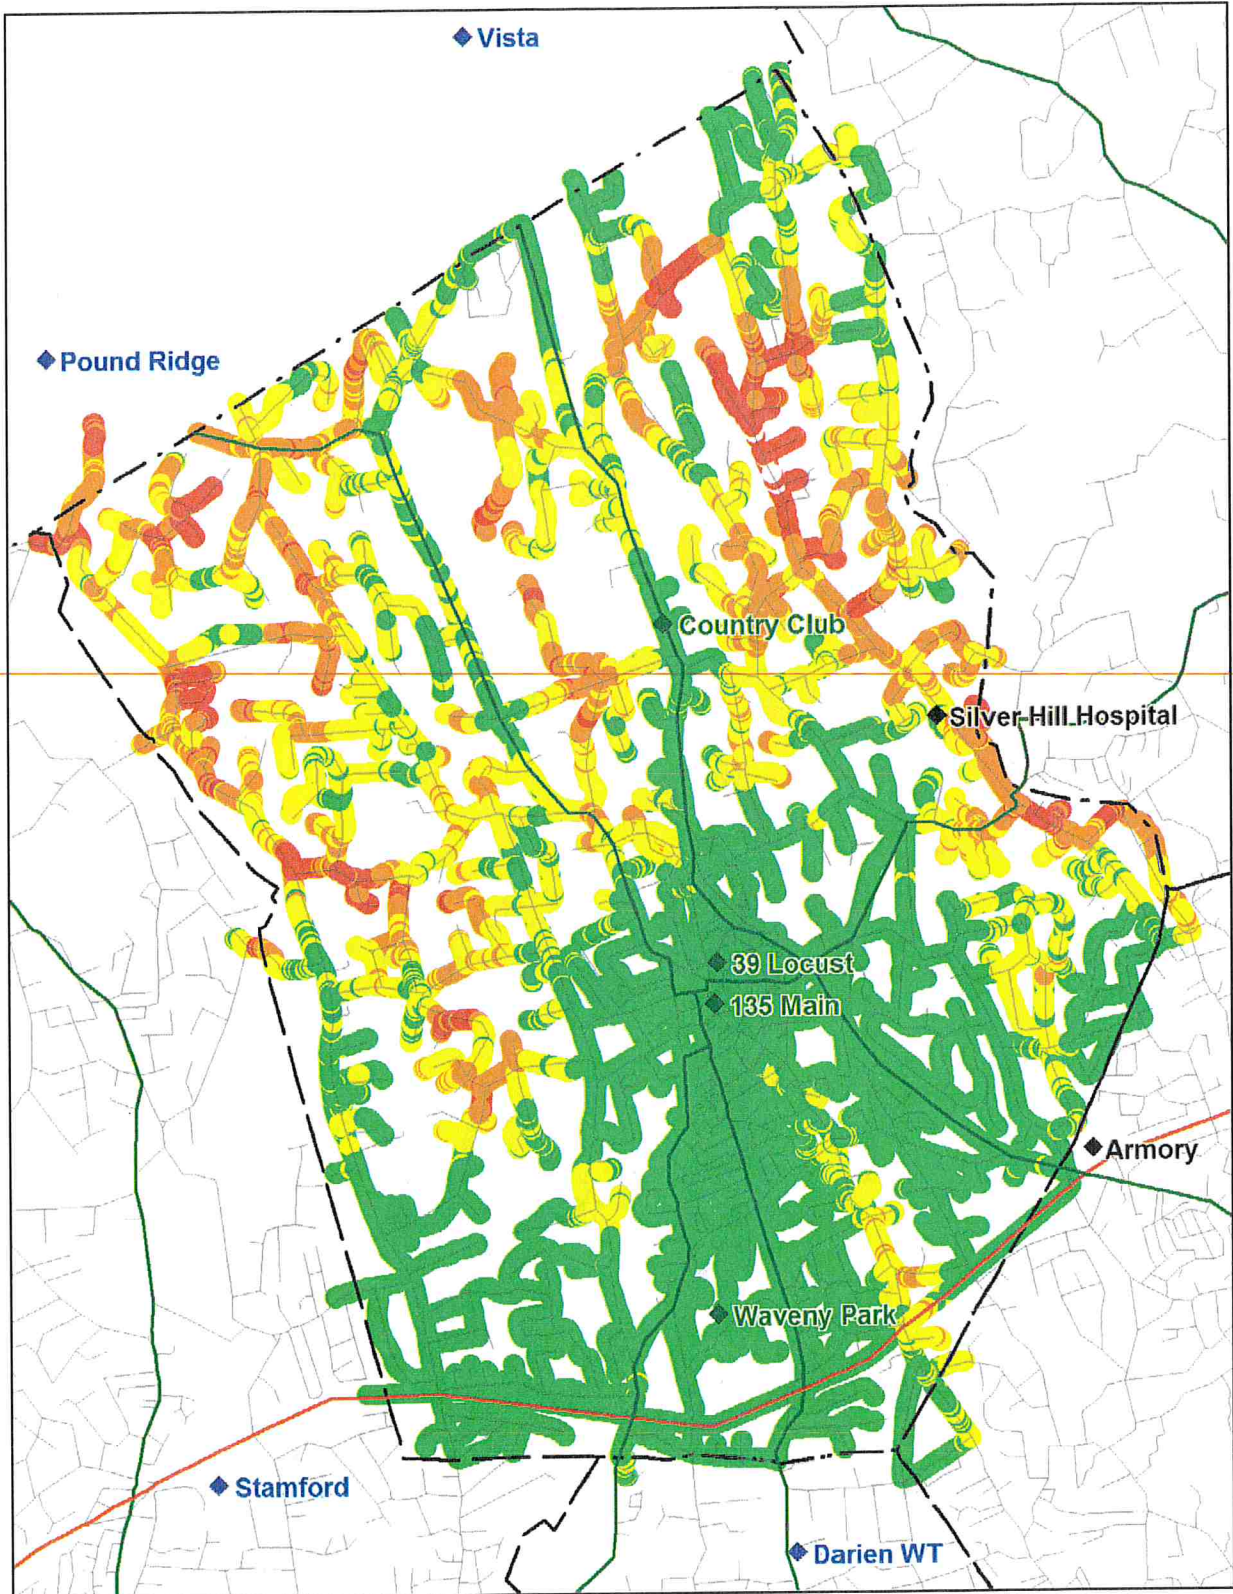 Vista
Pound Ridge
Country Club
Silver Hill Hospital
39 Locust
135 Main
Armory
Waveny Park
Stamford
Darien WT